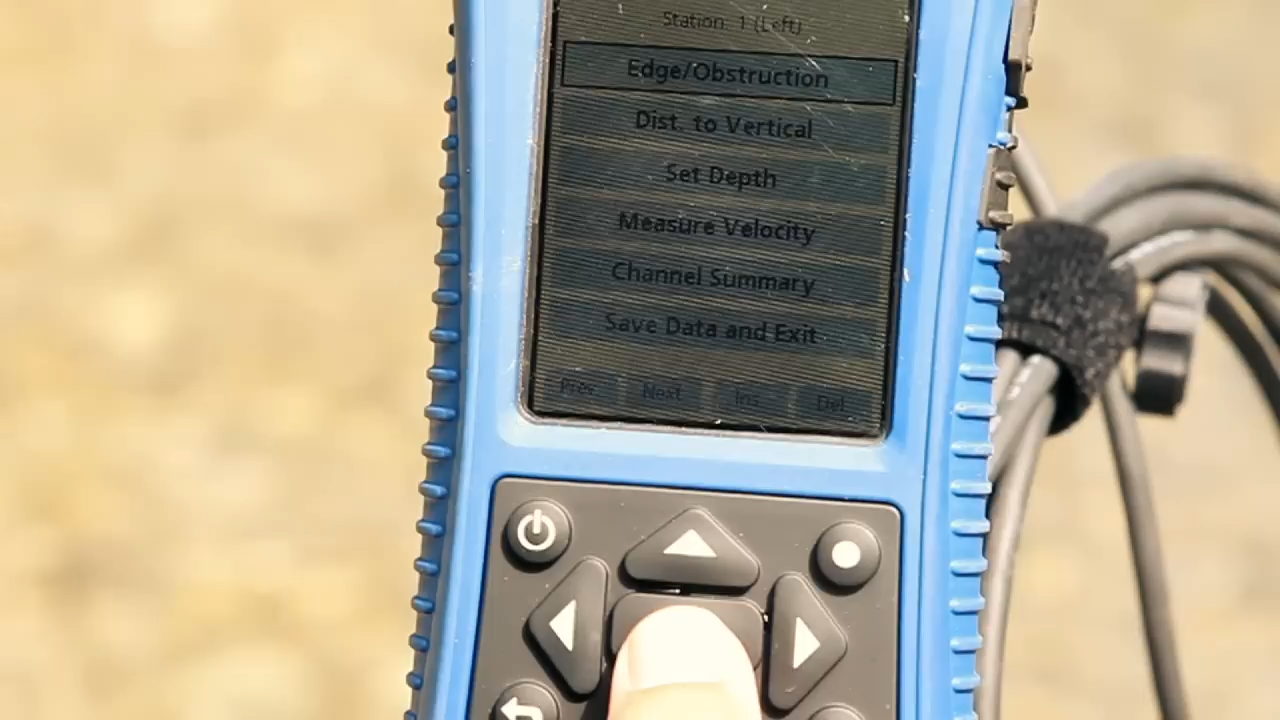 Station: 1 (Left)
Edge/Obstruction
Dist. to Vertical
Set Depth
Measure Velocity
Channel Summary
Save Data and Exit
Prev. Next Ins. Del.